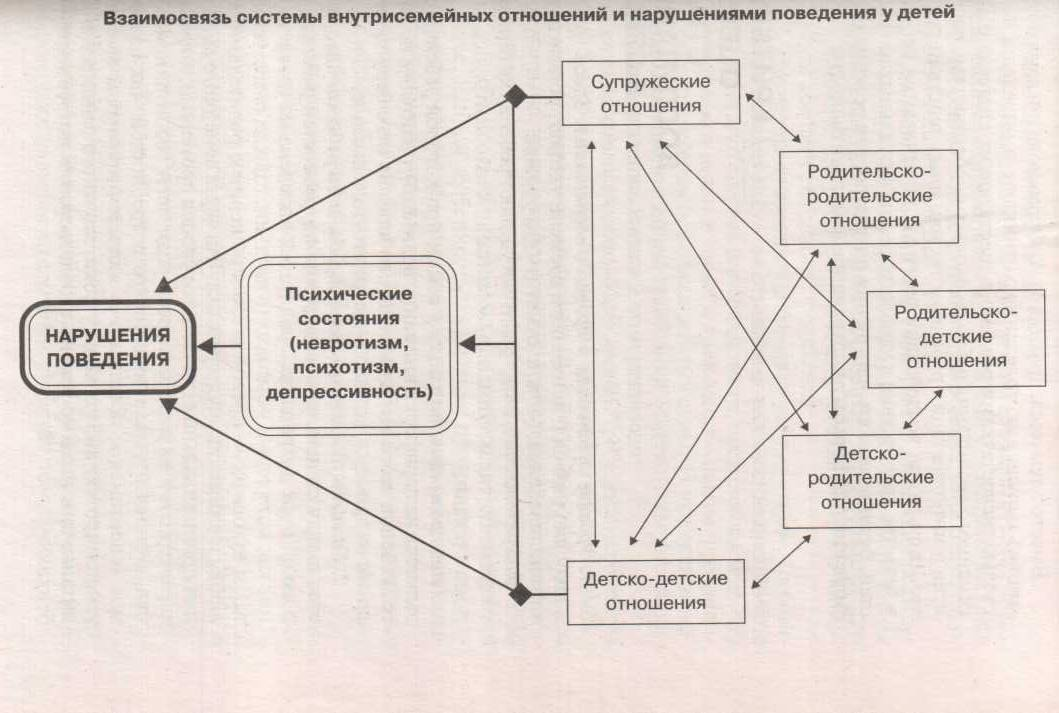 Взаимосвязь системы внутрисемейных отношений и нарушениями поведения у детей
Супружеские
отношения
Родительско-
родительские
отношения
Психические
состояния
(невротизм,
психотизм,
депрессивность)
НАРУШЕНИЯ
ПОВЕДЕНИЯ
Родительско-
детские
отношения
Детско-
родительские
отношения
Детско-детские
отношения